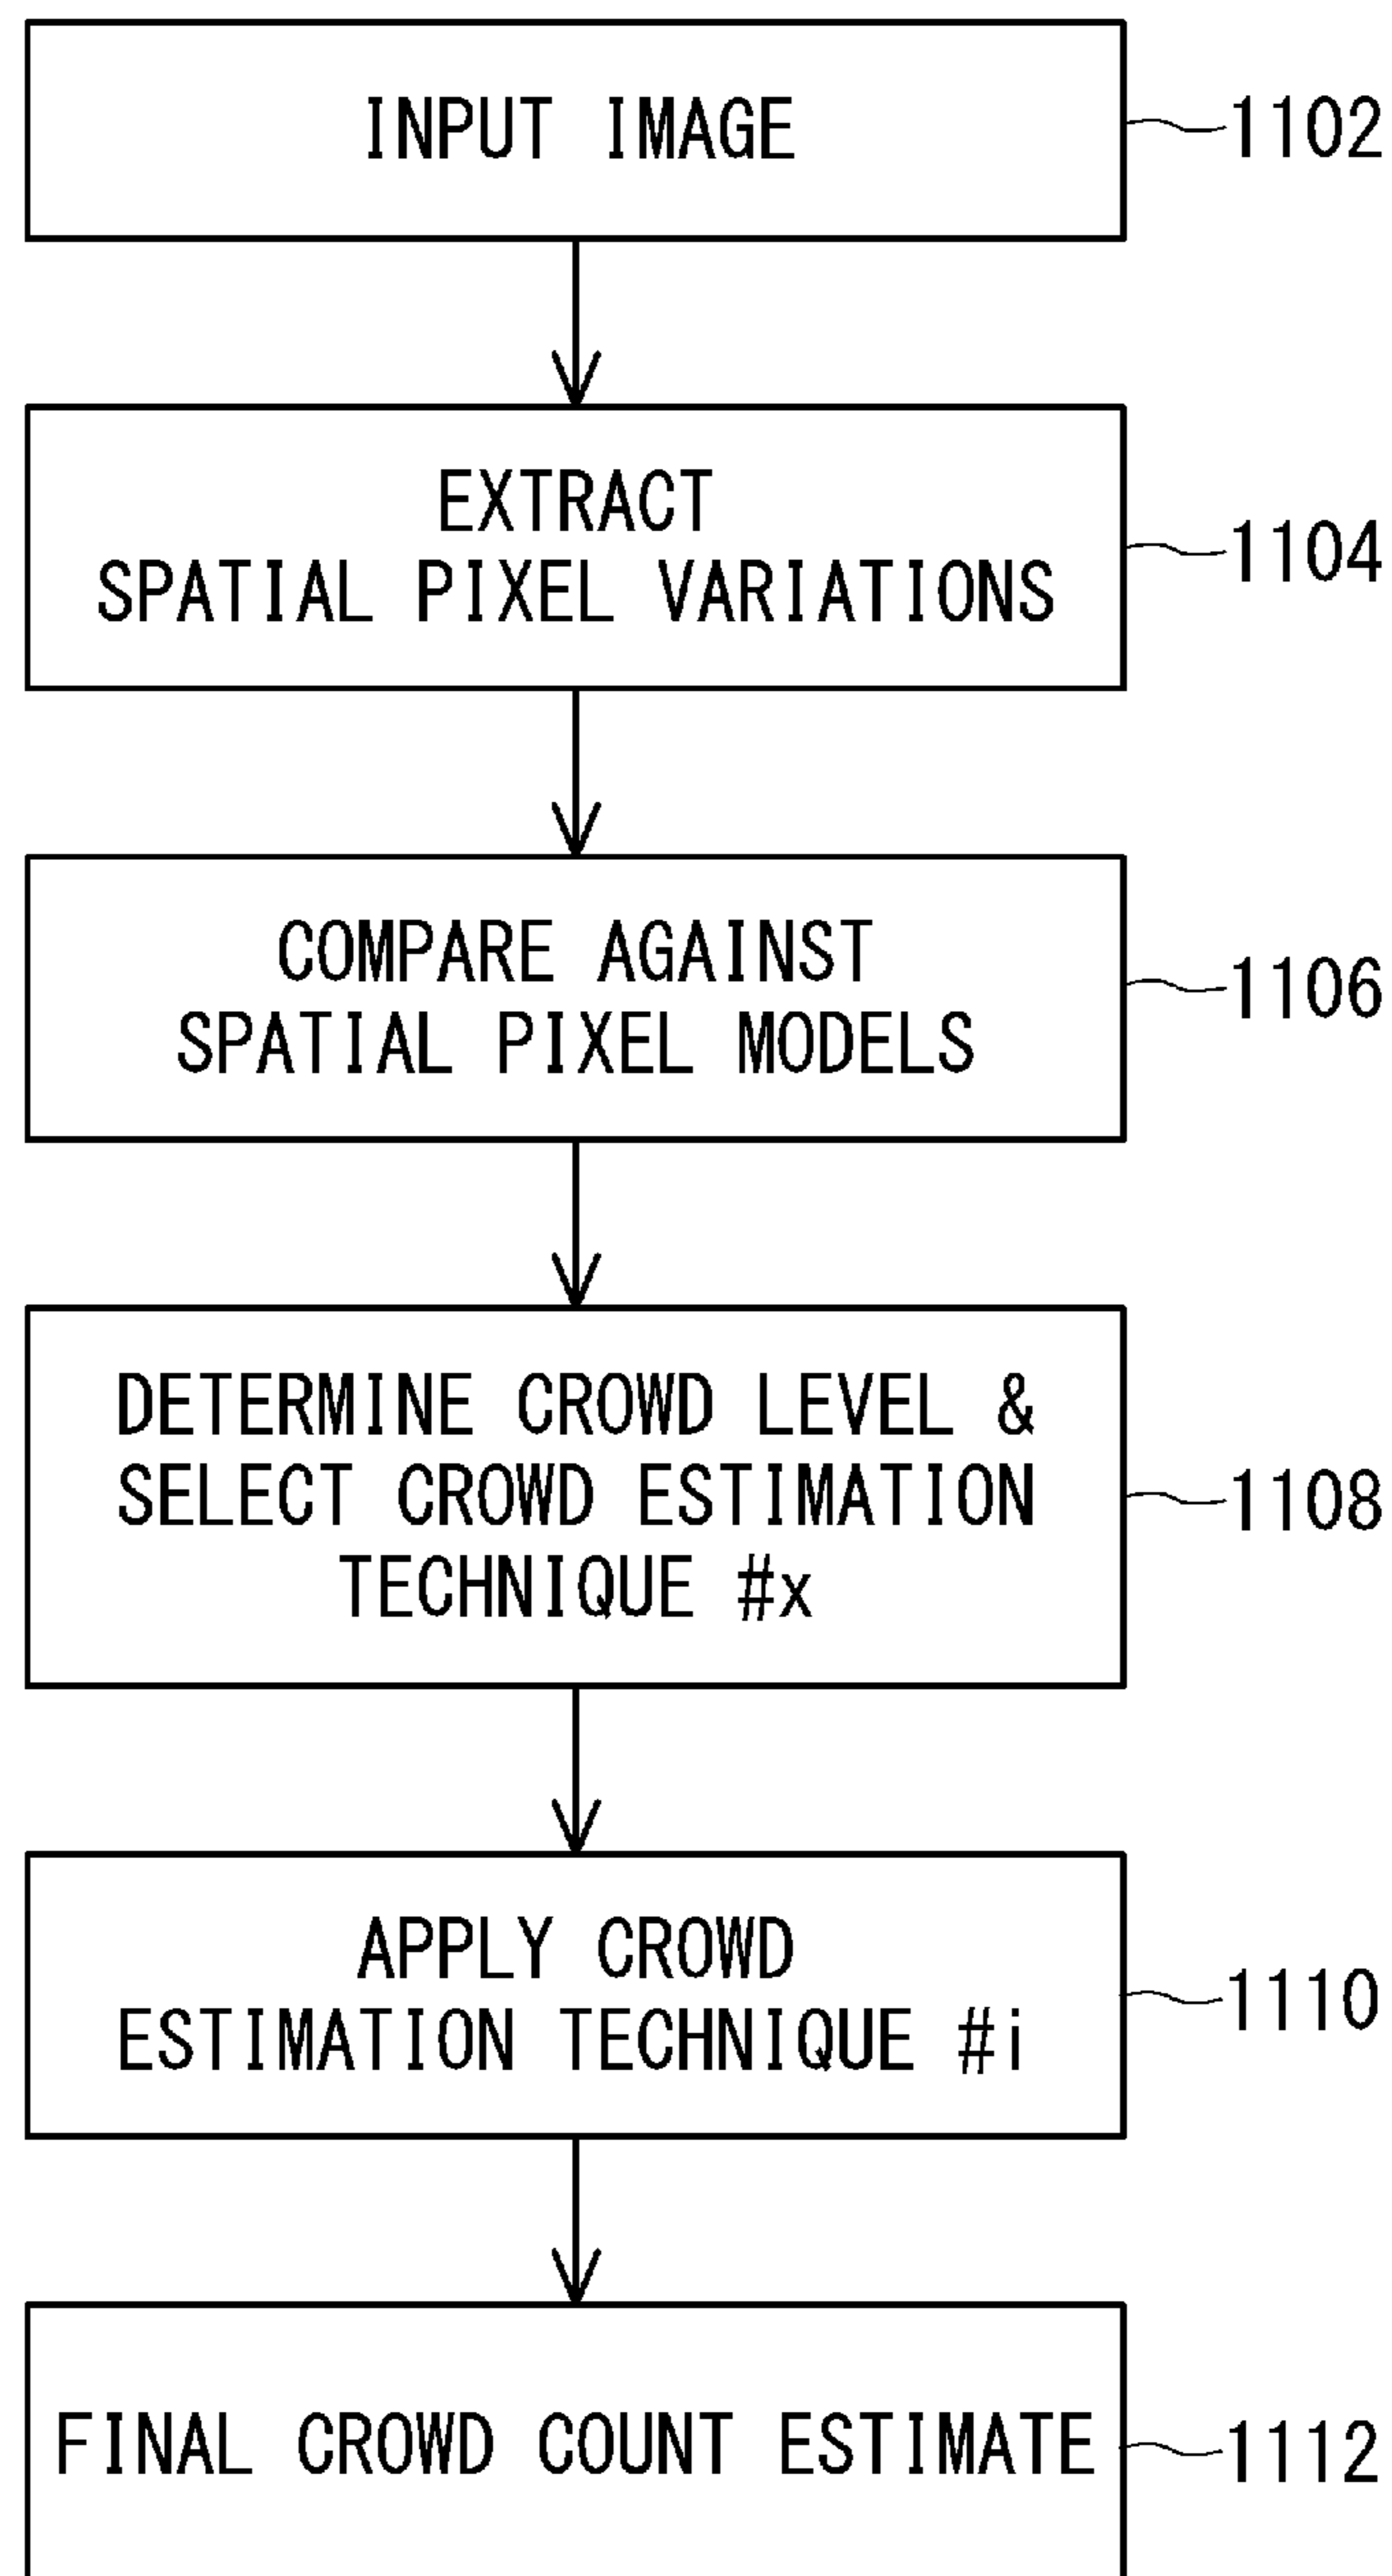 INPUT IMAGE
1102
EXTRACT
SPATIAL PIXEL VARIATIONS
1104
COMPARE AGAINST
SPATIAL PIXEL MODELS
1106
DETERMINE CROWD LEVEL &
SELECT CROWD ESTIMATION
TECHNIQUE #x
1108
APPLY CROWD
ESTIMATION TECHNIQUE #i
1110
FINAL CROWD COUNT ESTIMATE
1112